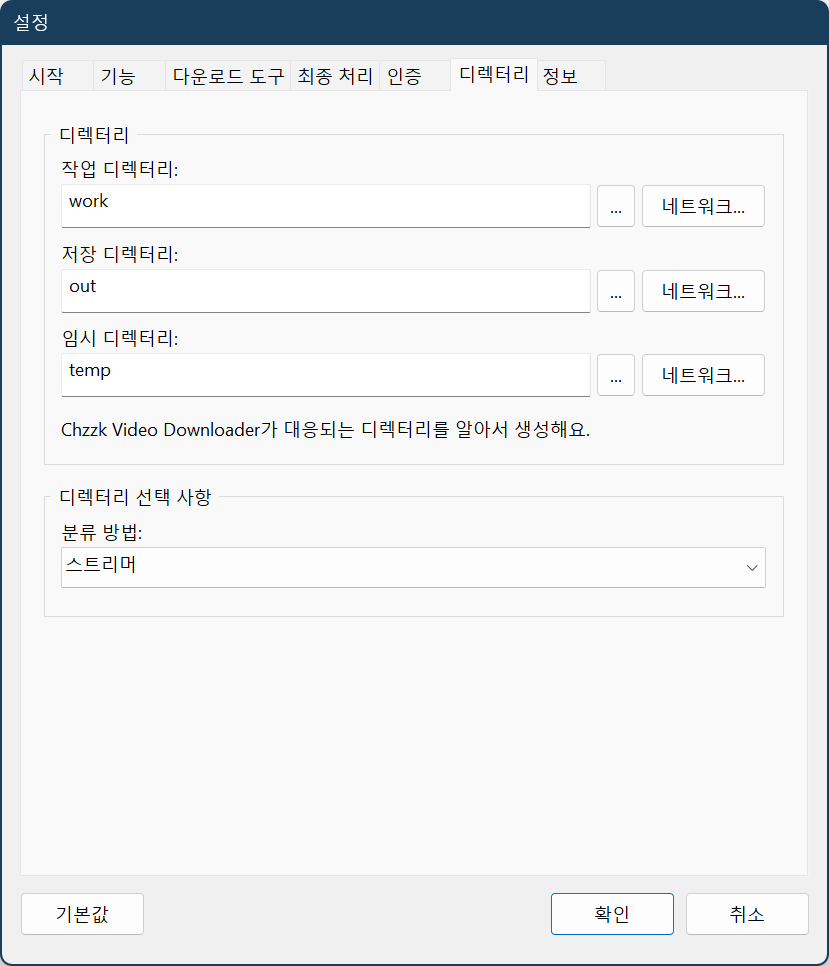 설정
시작 기능 다운로드 도구 최종 처리 인증 디렉터리 정보
디렉터리
작업 디렉터리:
work ... 네트워크...
저장 디렉터리:
out ... 네트워크...
임시 디렉터리:
temp ... 네트워크...
Chzzk Video Downloader가 대응되는 디렉터리를 알아서 생성해요.
디렉터리 선택 사항
분류 방법:
스트리머
기본값 확인 취소